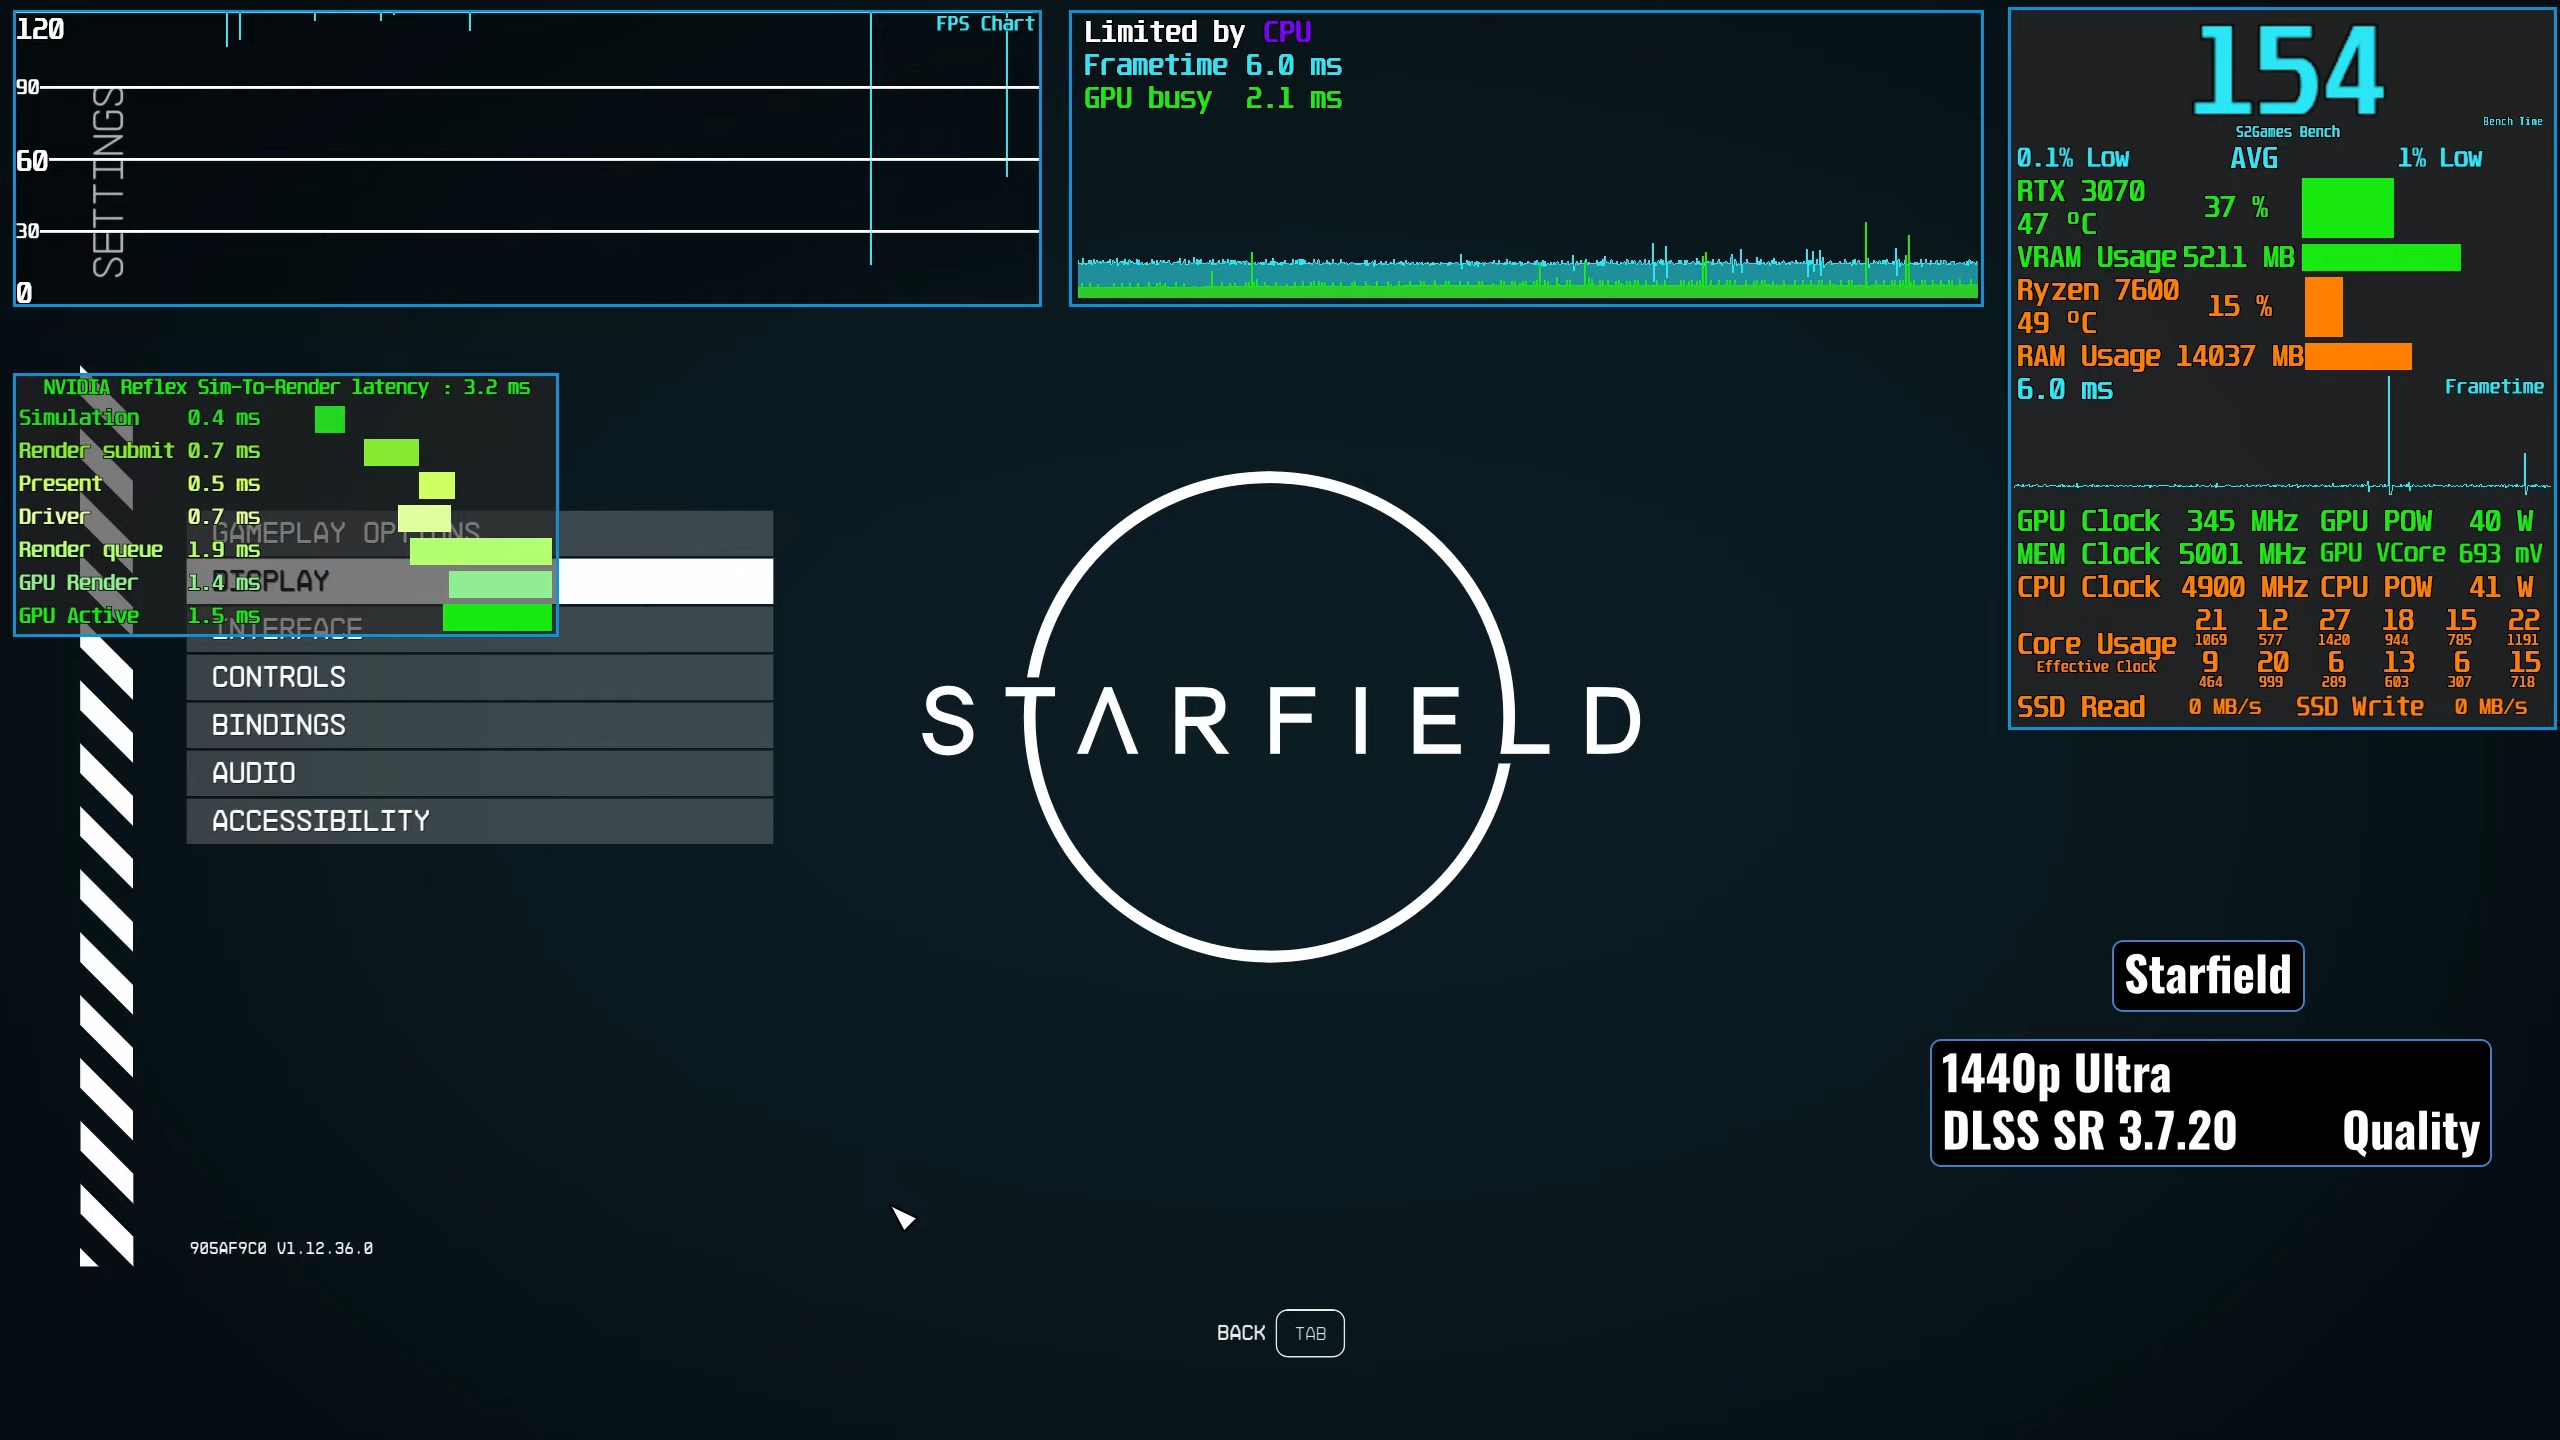 120
FPS Chart
90
60
30
0
SETTINGS
Limited by CPU
Frametime 6.0 ms
GPU busy 2.1 ms
154
Bench Time
S2Games Bench
0.1% Low AVG 1% Low
RTX 3070
47 °C
37 %
VRAM Usage 5211 MB
Ryzen 7600
49 °C
15 %
RAM Usage 14037 MB
6.0 ms Frametime
GPU Clock 345 MHz GPU POW 40 W
MEM Clock 5001 MHz GPU VCore 693 mV
CPU Clock 4900 MHz CPU POW 41 W
Core Usage
Effective Clock
21 12 27 18 15 22
1069 577 1420 944 785 1191
9 20 6 13 6 15
464 999 289 603 307 718
SSD Read 0 MB/s SSD Write 0 MB/s
NVIDIA Reflex Sim-To-Render latency : 3.2 ms
Simulation 0.4 ms
Render submit 0.7 ms
Present 0.5 ms
Driver 0.7 ms
Render queue 1.9 ms
GPU Render 1.4 ms
GPU Active 1.5 ms
GAMEPLAY OPTIONS
DISPLAY
INTERFACE
CONTROLS
BINDINGS
AUDIO
ACCESSIBILITY
STARFIELD
Starfield
1440p Ultra
DLSS SR 3.7.20 Quality
905AF9C0 V1.12.36.0
BACK TAB